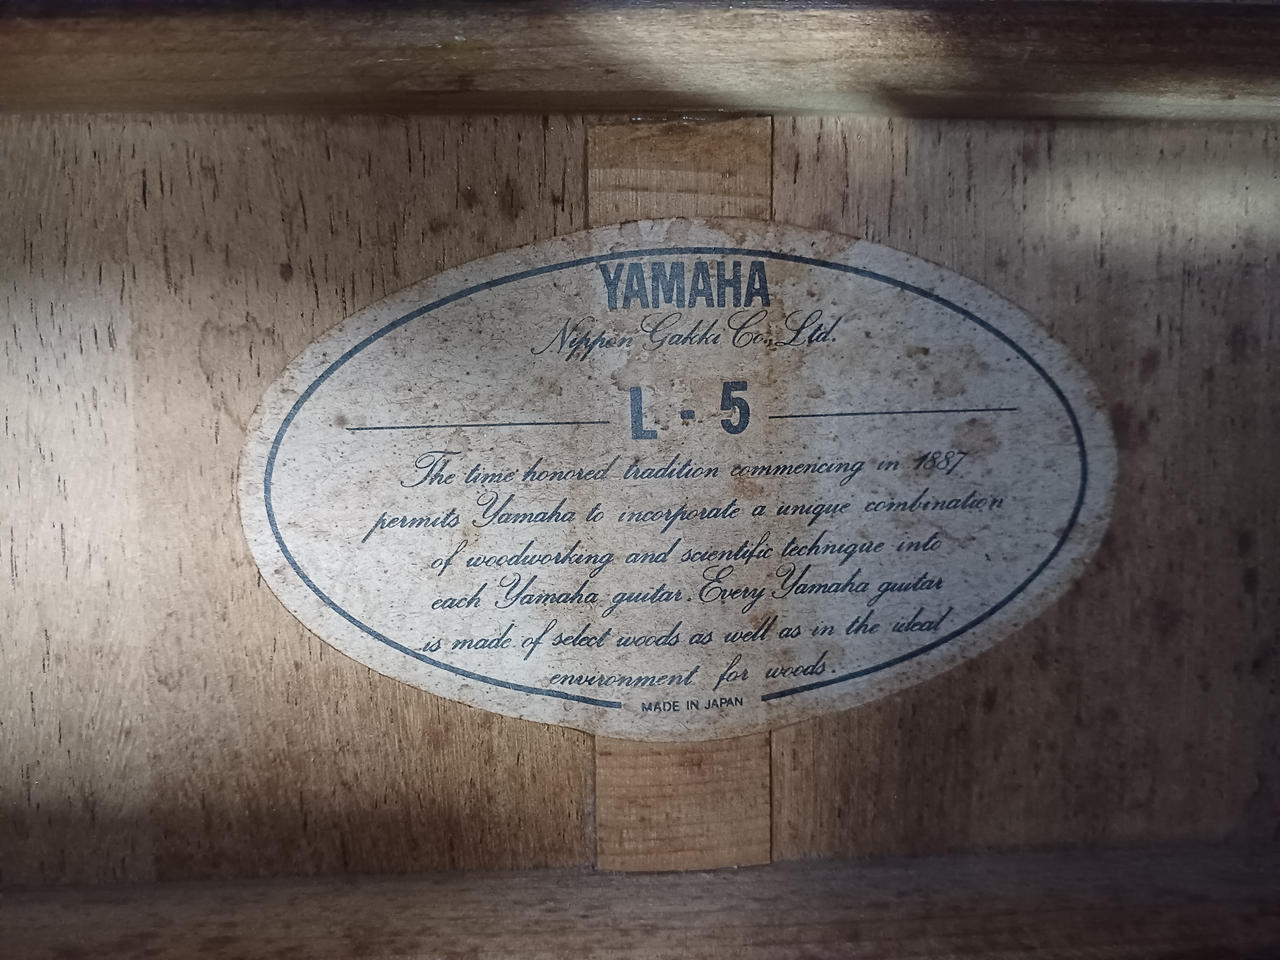 YAMAHA
Nippon Gakki Co., Ltd.
L - 5
The time honored tradition commencing in 1887
permits Yamaha to incorporate a unique combination
of woodworking and scientific technique into
each Yamaha guitar. Every Yamaha guitar
is made of select woods as well as in the ideal
environment for woods.
MADE IN JAPAN